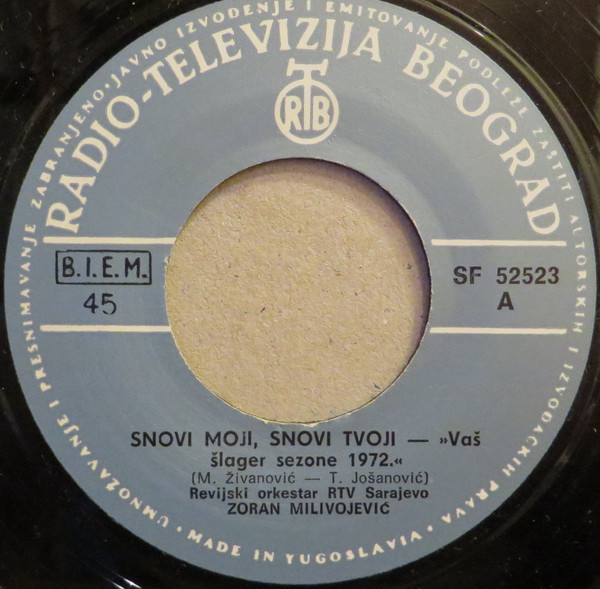 UMNOŽAVANJE I PRESNIMAVANJE ZABRANJENO · JAVNO IZVOĐENJE I EMITOVANJE PODLEŽE ZAŠTITI AUTORSKIH I IZVOĐAČKIH PRAVA ·
RADIO-TELEVIZIJA BEOGRAD
RTB
B.I.E.M.
45
SF 52523
A
SNOVI MOJI, SNOVI TVOJI — »Vaš
šlager sezone 1972.«
(M. Živanović — T. Jošanović)
Revijski orkestar RTV Sarajevo
ZORAN MILIVOJEVIĆ
· MADE IN YUGOSLAVIA ·